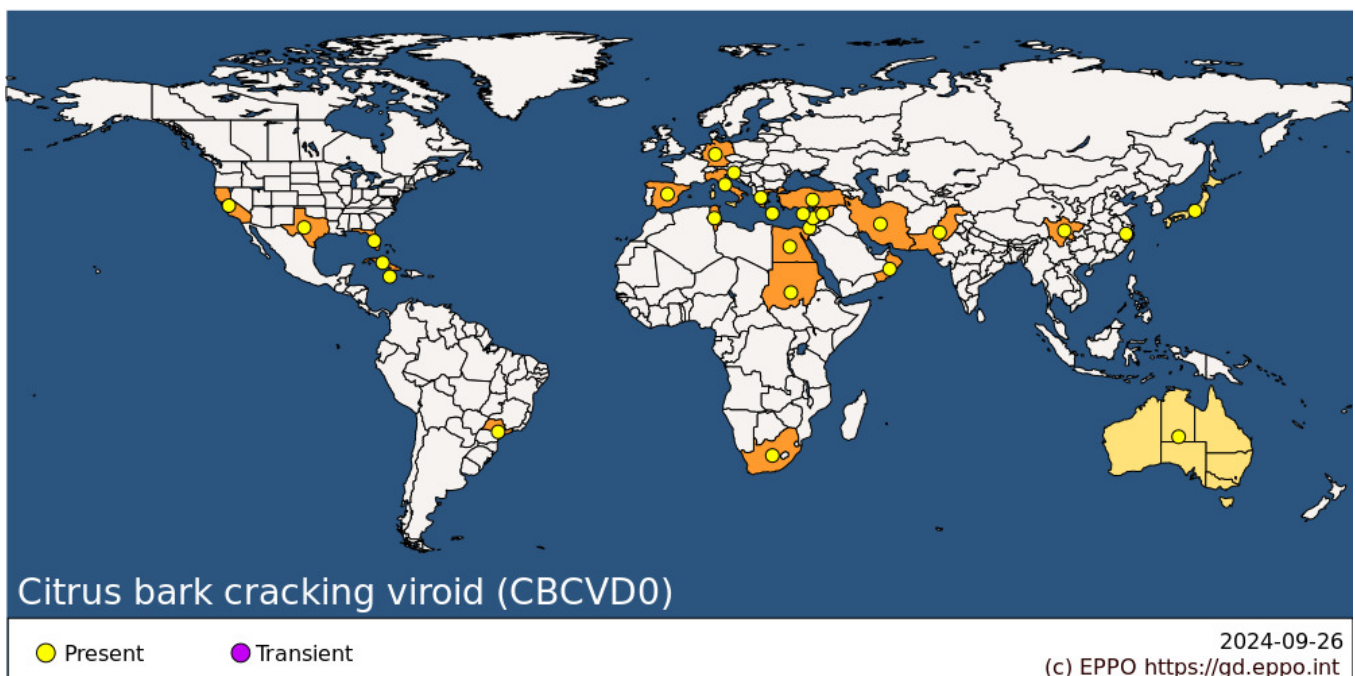 Citrus bark cracking viroid (CBCVD0)
Present
Transient
2024-09-26
(c) EPPO https://gd.eppo.int